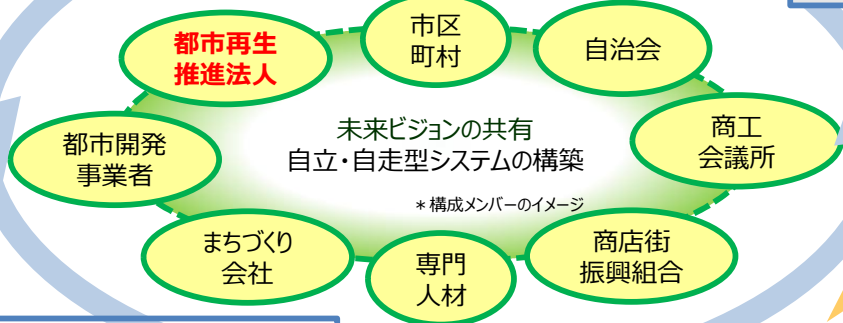 市区
町村
都市再生
推進法人
自治会
未来ビジョンの共有
自立・自走型システムの構築
都市開発
事業者
商工
会議所
＊構成メンバーのイメージ
まちづくり
会社
専門
人材
商店街
振興組合